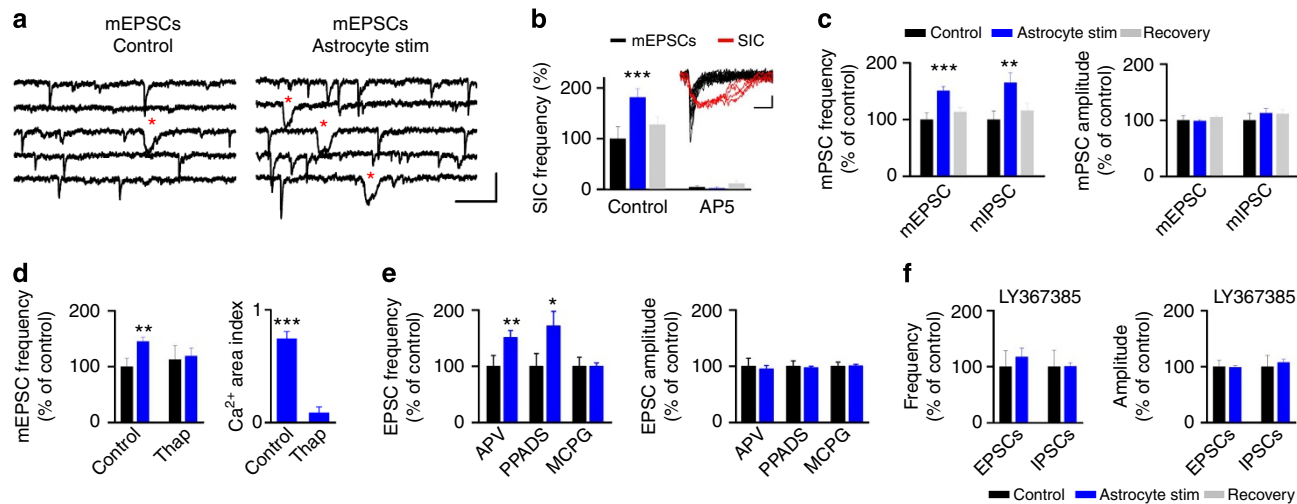 a
mEPSCs
Control
mEPSCs
Astrocyte stim
*
*
*
*
b
mEPSCs SIC
SIC frequency (%)
200
100
0
***
Control AP5
c
Control Astrocyte stim Recovery
mPSC frequency
(% of control)
200
100
0
***
**
mEPSC
mIPSC
mPSC amplitude
(% of control)
200
100
0
mEPSC
mIPSC
d
mEPSC frequency
(% of control)
200
100
0
**
Control
Thap
Ca2+ area index
1
0
***
Control
Thap
e
EPSC frequency
(% of control)
200
100
0
**
*
APV
PPADS
MCPG
EPSC amplitude
(% of control)
200
100
0
APV
PPADS
MCPG
f
LY367385
Frequency
(% of control)
200
100
0
EPSCs
IPSCs
LY367385
Amplitude
(% of control)
200
100
0
EPSCs
IPSCs
Control Astrocyte stim Recovery